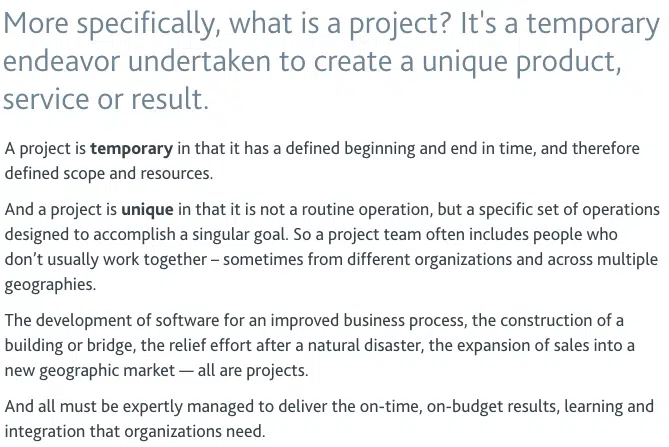 More specifically, what is a project? It's a temporary
endeavor undertaken to create a unique product,
service or result.
A project is temporary in that it has a defined beginning and end in time, and therefore
defined scope and resources.
And a project is unique in that it is not a routine operation, but a specific set of operations
designed to accomplish a singular goal. So a project team often includes people who
don’t usually work together – sometimes from different organizations and across multiple
geographies.
The development of software for an improved business process, the construction of a
building or bridge, the relief effort after a natural disaster, the expansion of sales into a
new geographic market — all are projects.
And all must be expertly managed to deliver the on-time, on-budget results, learning and
integration that organizations need.